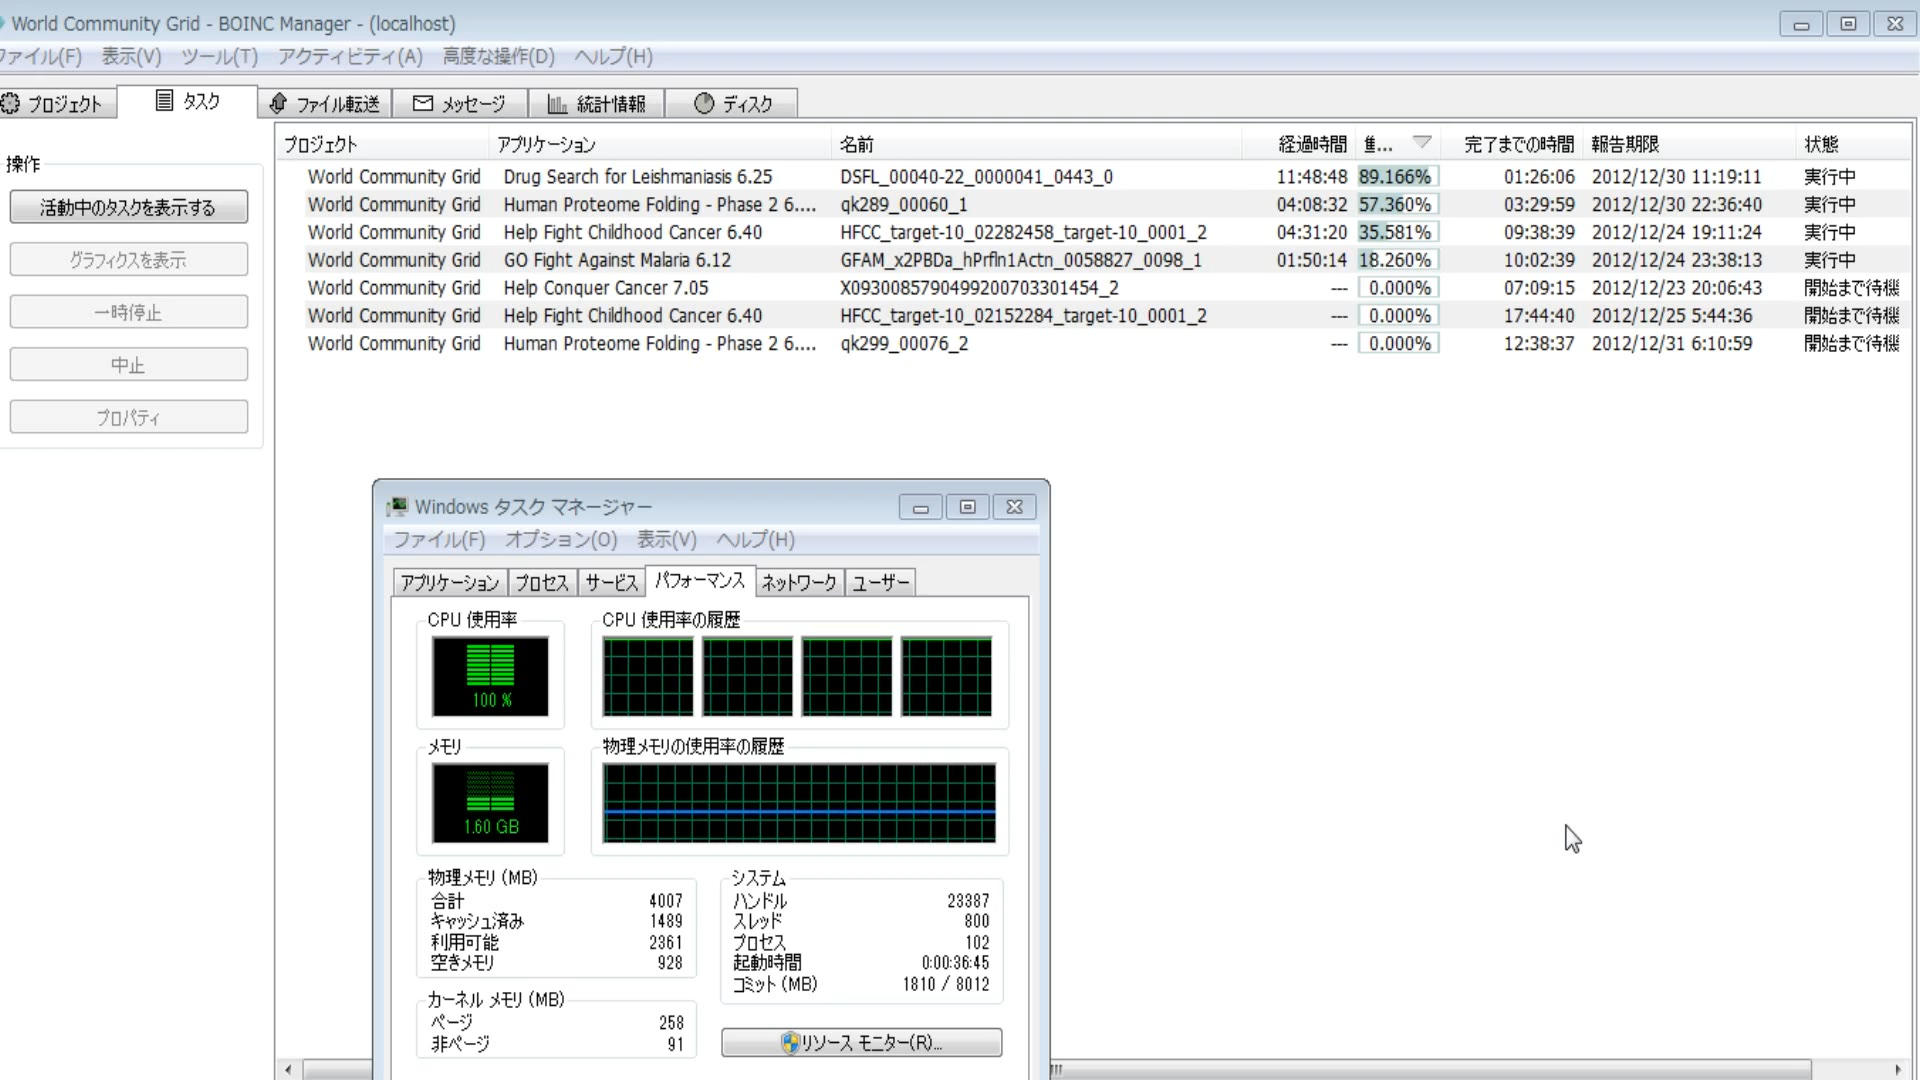 World Community Grid - BOINC Manager - (localhost)
ファイル(F) 表示(V) ツール(T) アクティビティ(A) 高度な操作(D) ヘルプ(H)
プロジェクト タスク ファイル転送 メッセージ 統計情報 ディスク
操作
活動中のタスクを表示する
グラフィクスを表示
一時停止
中止
プロパティ
プロジェクト アプリケーション 名前 経過時間 進... 完了までの時間 報告期限 状態
World Community Grid Drug Search for Leishmaniasis 6.25 DSFL_00040-22_0000041_0443_0 11:48:48 89.166% 01:26:06 2012/12/30 11:19:11 実行中
World Community Grid Human Proteome Folding - Phase 2 6.... qk289_00060_1 04:08:32 57.360% 03:29:59 2012/12/30 22:36:40 実行中
World Community Grid Help Fight Childhood Cancer 6.40 HFCC_target-10_02282458_target-10_0001_2 04:31:20 35.581% 09:38:39 2012/12/24 19:11:24 実行中
World Community Grid GO Fight Against Malaria 6.12 GFAM_x2PBDa_hPrfln1Actn_0058827_0098_1 01:50:14 18.260% 10:02:39 2012/12/24 23:38:13 実行中
World Community Grid Help Conquer Cancer 7.05 X0930085790499200703301454_2 --- 0.000% 07:09:15 2012/12/23 20:06:43 開始まで待機
World Community Grid Help Fight Childhood Cancer 6.40 HFCC_target-10_02152284_target-10_0001_2 --- 0.000% 17:44:40 2012/12/25 5:44:36 開始まで待機
World Community Grid Human Proteome Folding - Phase 2 6.... qk299_00076_2 --- 0.000% 12:38:37 2012/12/31 6:10:59 開始まで待機
Windows タスク マネージャー
ファイル(F) オプション(O) 表示(V) ヘルプ(H)
アプリケーション プロセス サービス パフォーマンス ネットワーク ユーザー
CPU 使用率 CPU 使用率の履歴
100 %
メモリ 物理メモリの使用率の履歴
1.60 GB
物理メモリ (MB)
合計 4007
キャッシュ済み 1489
利用可能 2361
空きメモリ 928
カーネル メモリ (MB)
ページ 258
非ページ 91
システム
ハンドル 23387
スレッド 800
プロセス 102
起動時間 0:00:36:45
コミット (MB) 1810 / 8012
リソース モニター(R)...